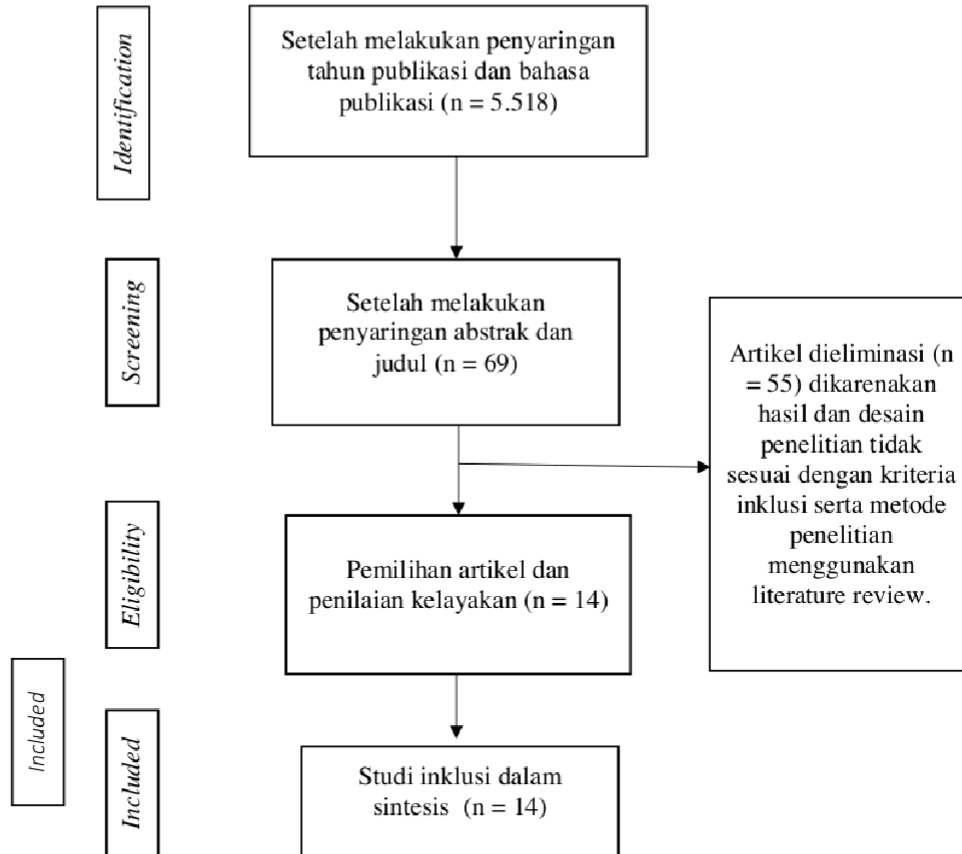 Identification
Setelah melakukan penyaringan
tahun publikasi dan bahasa
publikasi (n = 5.518)
Screening
Setelah melakukan
penyaringan abstrak dan
judul (n = 69)
Artikel dieliminasi (n
= 55) dikarenakan
hasil dan desain
penelitian tidak
sesuai dengan kriteria
inklusi serta metode
penelitian
menggunakan
literature review.
Eligibility
Pemilihan artikel dan
penilaian kelayakan (n = 14)
Included
Included
Studi inklusi dalam
sintesis (n = 14)